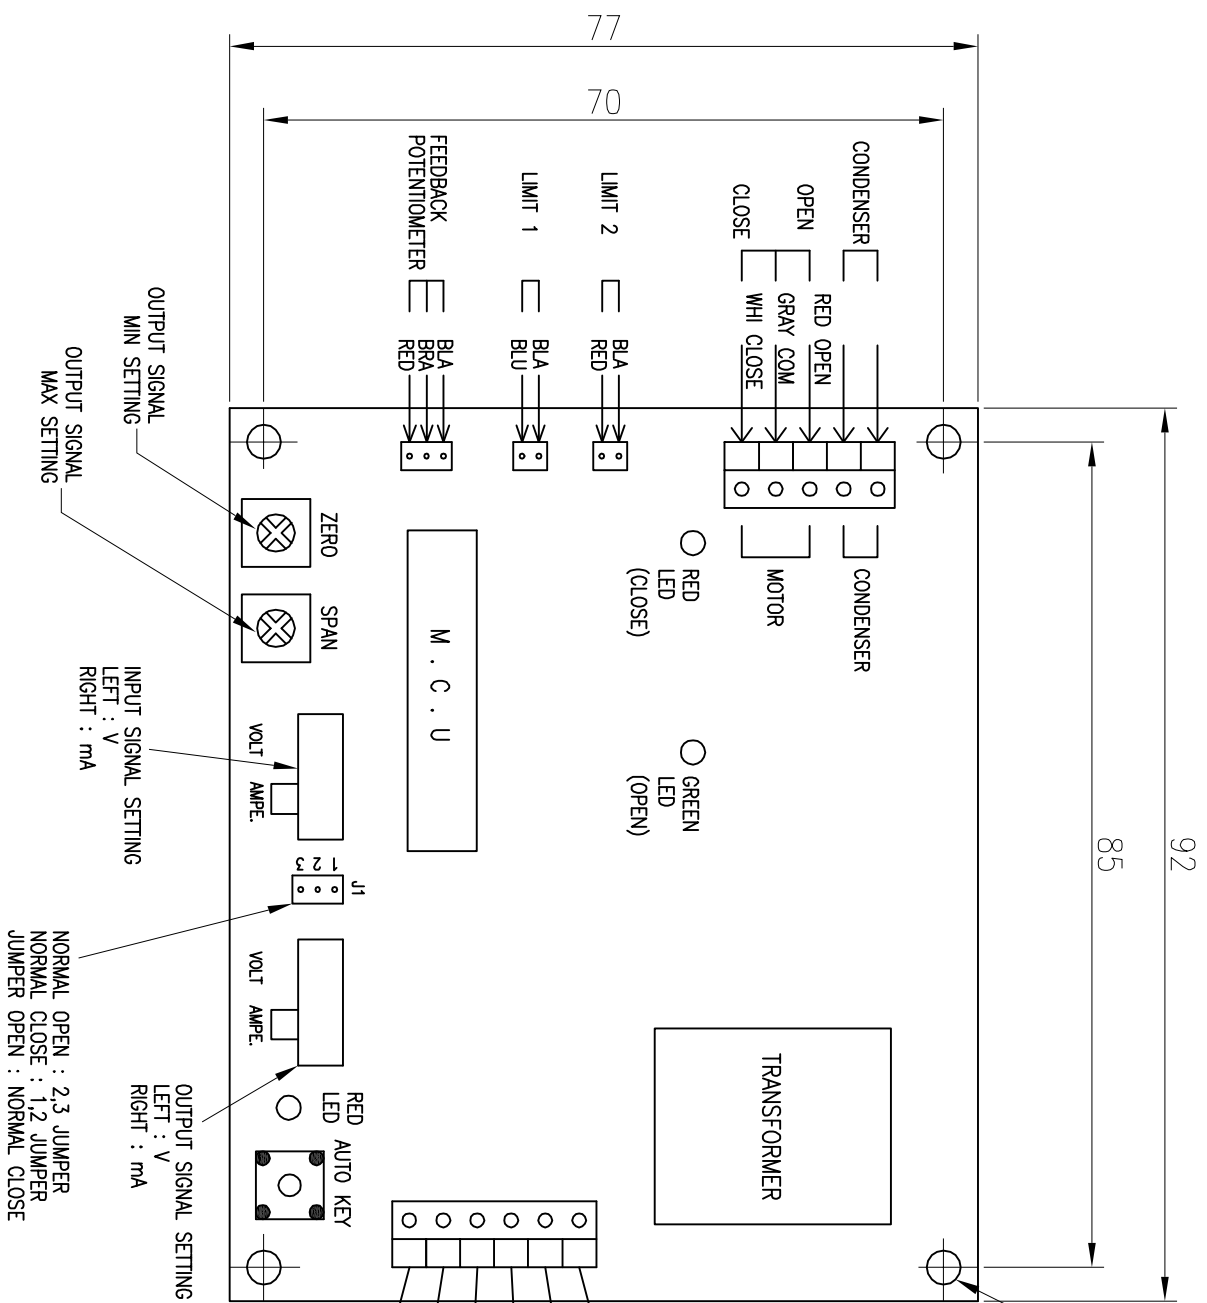 77
70
92
85
CONDENSER
OPEN
CLOSE
RED OPEN
GRAY COM
WHI CLOSE
LIMIT 2
BLA
RED
LIMIT 1
BLA
BLU
FEEDBACK
POTENTIOMETER
BLA
BRA
RED
CONDENSER
MOTOR
RED
LED
(CLOSE)
GREEN
LED
(OPEN)
M . C . U
TRANSFORMER
OUTPUT SIGNAL
MIN SETTING
OUTPUT SIGNAL
MAX SETTING
ZERO
SPAN
INPUT SIGNAL SETTING
LEFT : V
RIGHT : mA
VOLT AMPE.
J1
1 2 3
NORMAL OPEN : 2,3 JUMPER
NORMAL CLOSE : 1,2 JUMPER
JUMPER OPEN : NORMAL CLOSE
VOLT AMPE.
OUTPUT SIGNAL SETTING
LEFT : V
RIGHT : mA
RED
LED
AUTO KEY